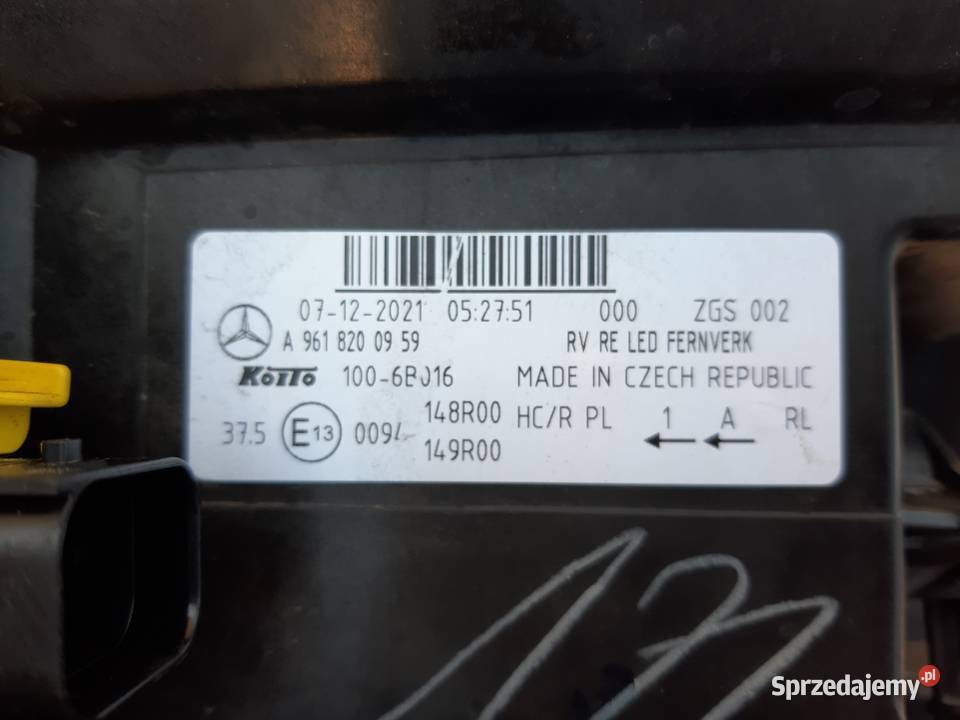 07-12-2021 05:27:51 000 ZGS 002
A 961 820 09 59 RV RE LED FERNVERK
KOITO 100-6B016 MADE IN CZECH REPUBLIC
37.5 E13 0094 148R00 HC/R PL 1 A RL
149R00
Sprzedajemy.pl